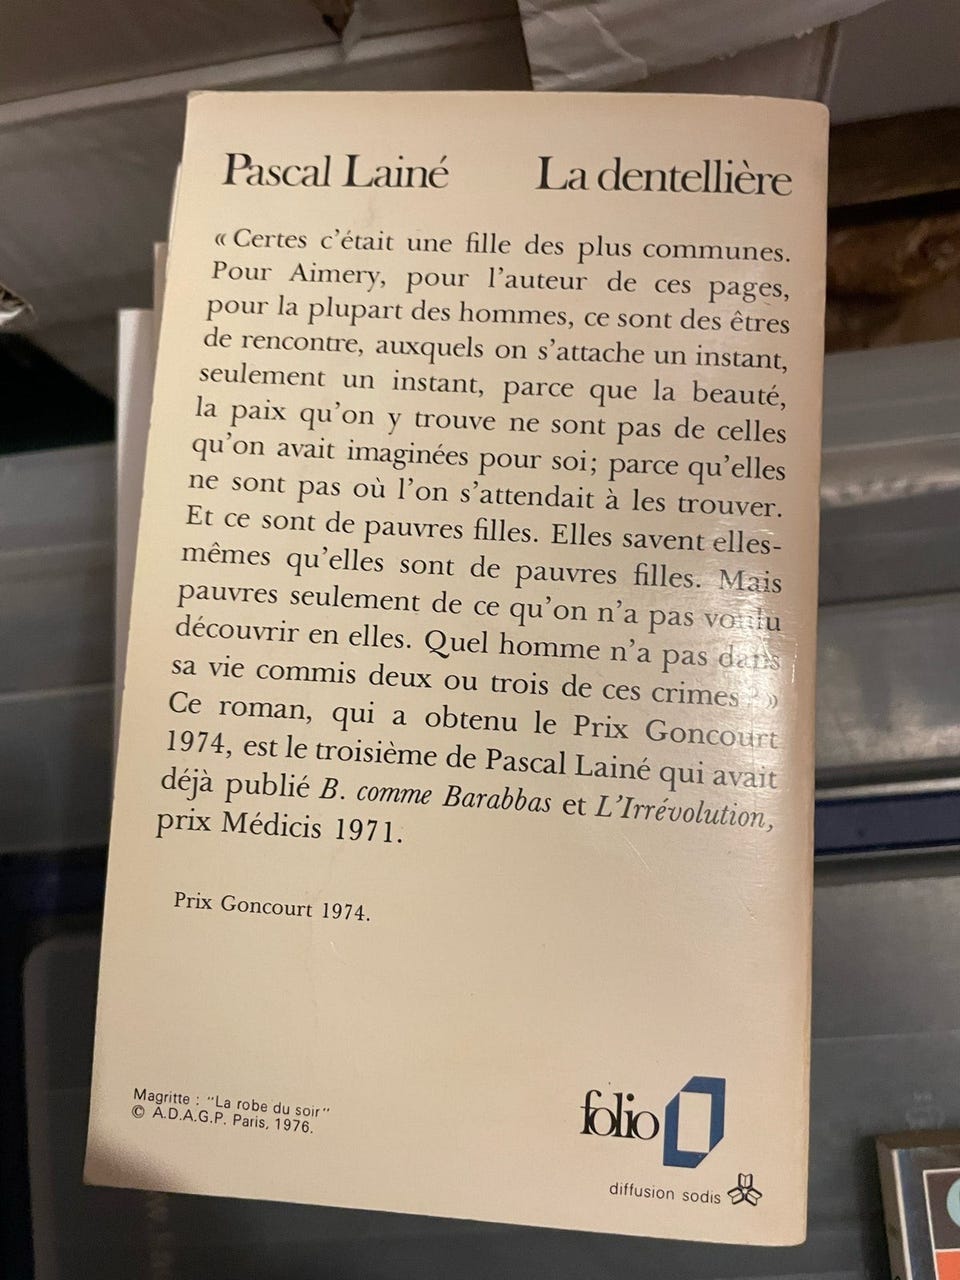 Pascal Lainé La dentellière
« Certes c'était une fille des plus communes.
Pour Aimery, pour l'auteur de ces pages,
pour la plupart des hommes, ce sont des êtres
de rencontre, auxquels on s'attache un instant,
seulement un instant, parce que la beauté,
la paix qu'on y trouve ne sont pas de celles
qu'on avait imaginées pour soi; parce qu'elles
ne sont pas où l'on s'attendait à les trouver.
Et ce sont de pauvres filles. Elles savent elles-
mêmes qu'elles sont de pauvres filles. Mais
pauvres seulement de ce qu'on n'a pas voulu
découvrir en elles. Quel homme n'a pas dans
sa vie commis deux ou trois de ces crimes ? »
Ce roman, qui a obtenu le Prix Goncourt
1974, est le troisième de Pascal Lainé qui avait
déjà publié B. comme Barabbas et L'Irrévolution,
prix Médicis 1971.
Prix Goncourt 1974.
Magritte : "La robe du soir"
© A.D.A.G.P. Paris, 1976.
folio
diffusion sodis